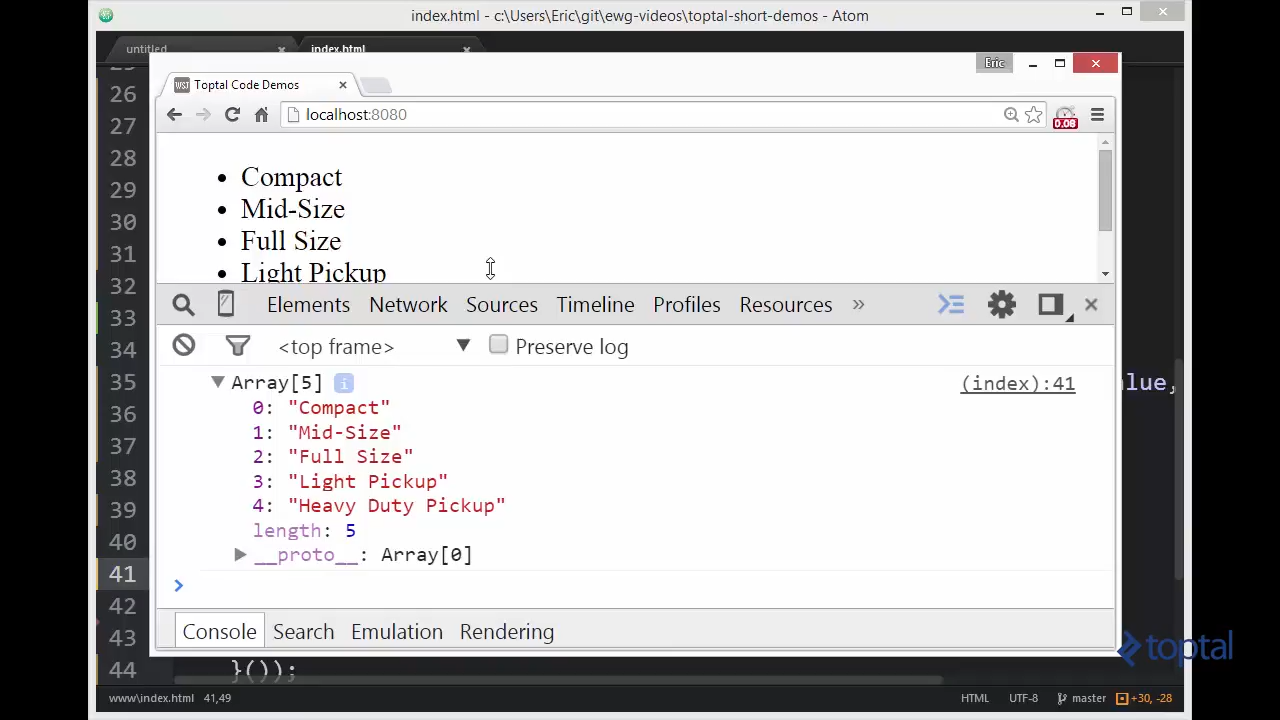 index.html - c:\Users\Eric\git\ewg-videos\toptal-short-demos - Atom
untitled
index.html
Eric
Toptal Code Demos
localhost:8080
0.08
26
27
28
29
30
31
32
33
34
35
36
37
38
39
40
41
42
43
44
• Compact
• Mid-Size
• Full Size
• Light Pickup
Elements Network Sources Timeline Profiles Resources »
<top frame> Preserve log
Array[5] i (index):41
0: "Compact"
1: "Mid-Size"
2: "Full Size"
3: "Light Pickup"
4: "Heavy Duty Pickup"
length: 5
__proto__: Array[0]
>
Console Search Emulation Rendering
lue,
}());
toptal
www\index.html 41,49 HTML UTF-8 master +30, -28